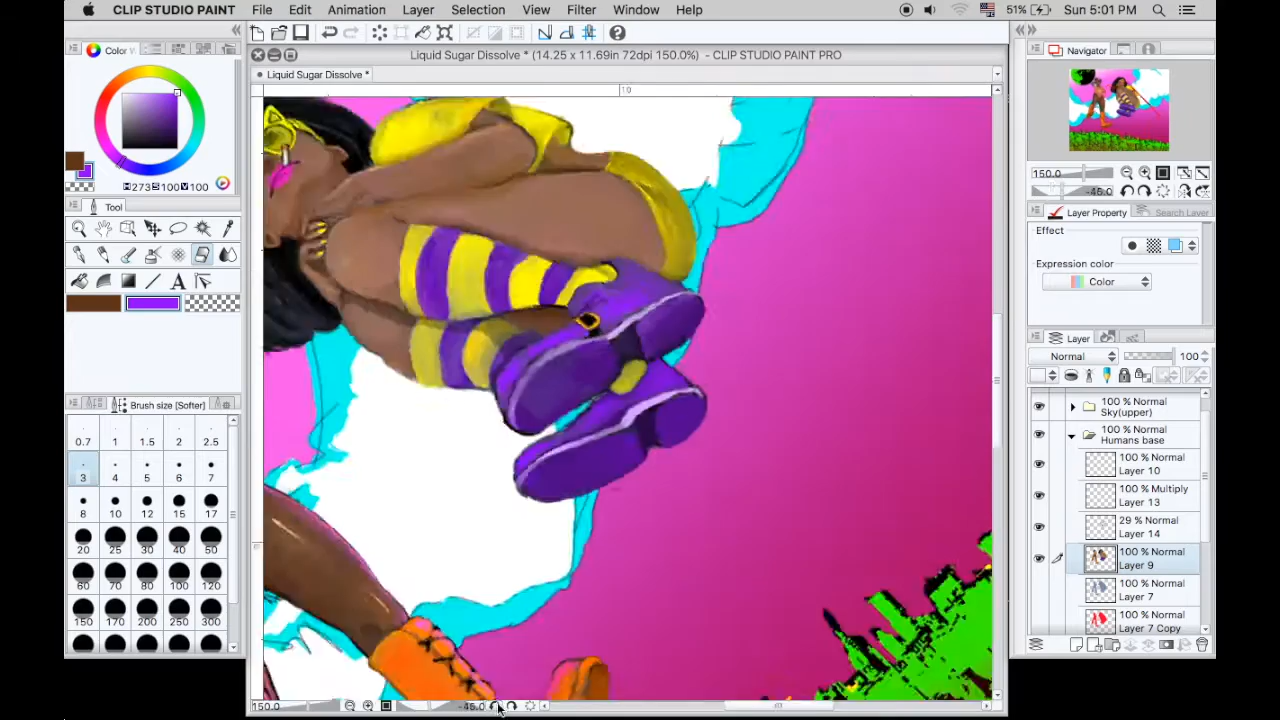 CLIP STUDIO PAINT File Edit Animation Layer Selection View Filter Window Help 51% Sun 5:01 PM
Liquid Sugar Dissolve * (14.25 x 11.69in 72dpi 150.0%) - CLIP STUDIO PAINT PRO
Color Navigator
Liquid Sugar Dissolve *
10
H 273 S 100 V 100
150.0
-45.0
Tool
Layer Property Search Layer
Effect
Expression color
Color
Layer
Normal 100
Brush size [Softer]
0.7 1 1.5 2 2.5
3 4 5 6 7
8 10 12 15 17
20 25 30 40 50
60 70 80 100 120
150 170 200 250 300
100 % Normal
Sky(upper)
100 % Normal
Humans base
100 % Normal
Layer 10
100 % Multiply
Layer 13
29 % Normal
Layer 14
100 % Normal
Layer 9
100 % Normal
Layer 7
100 % Normal
Layer 7 Copy
150.0 -45.0